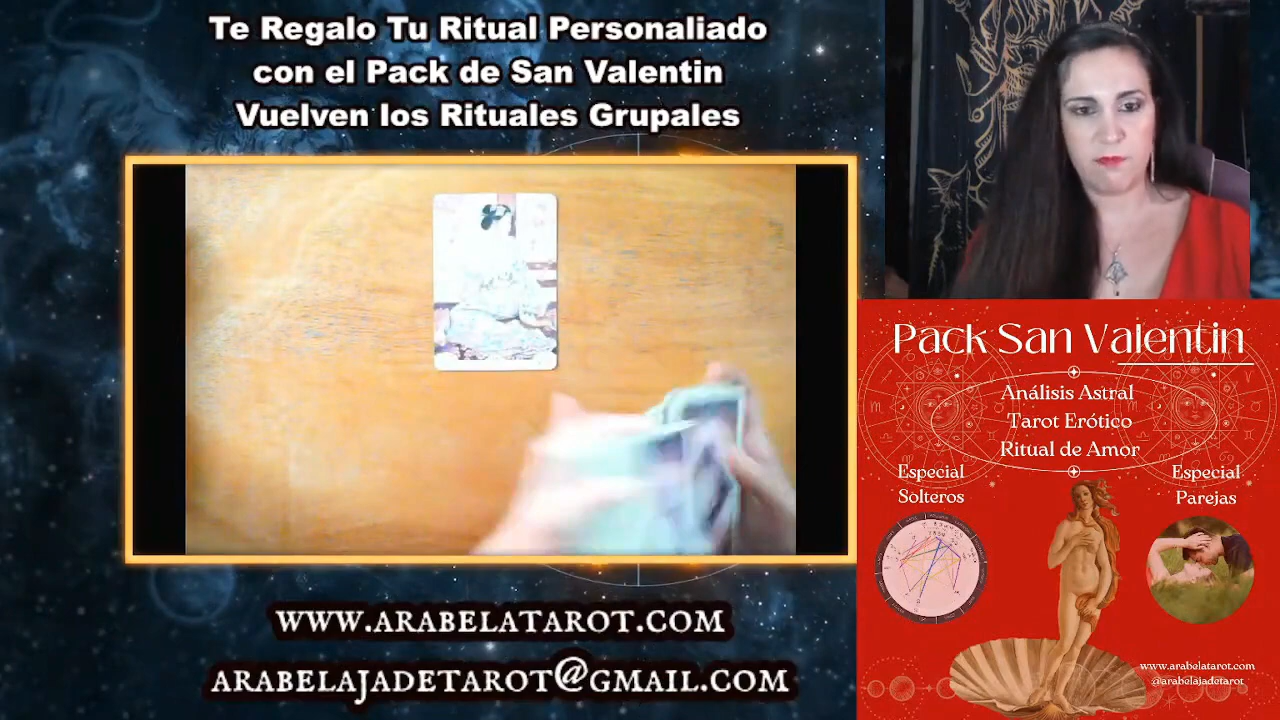 Te Regalo Tu Ritual Personaliado
con el Pack de San Valentin
Vuelven los Rituales Grupales
www.arabelatarot.com
arabelajadetarot@gmail.com
Pack San Valentin
Análisis Astral
Tarot Erótico
Ritual de Amor
Especial
Solteros
Especial
Parejas
www.arabelatarot.com
@arabelajadetarot